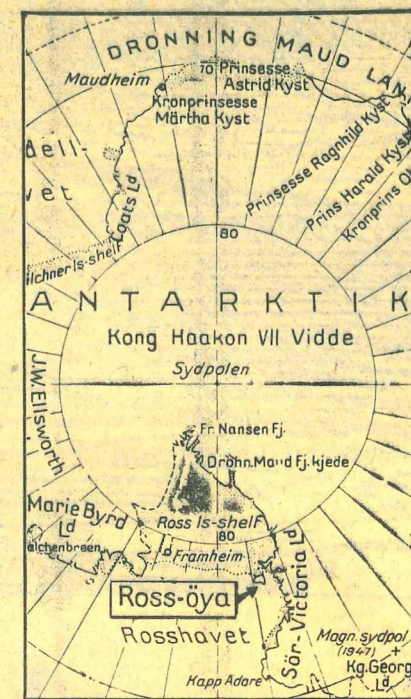 DRONNING MAUD LAN
Maudheim
70 Prinsesse
Astrid Kyst
Kronprinsesse
Märtha Kyst
Prinsesse Ragnhild Kyst
Prins Harald Kyst
Kronprins Ol
dell-
vet
Coats Ld
ilchner Is-shelf
80
ANTARKTIK
Kong Haakon VII Vidde
Sydpolen
J.W. Ellsworth
Fr. Nansen Fj.
Dronn. Maud Fj. kjede
Marie Byrd
Ld
alchenbreen
Ross Is-shelf
80
Framheim
Ross-öya
Rosshavet
Sör-Victoria Ld
Kapp Adare
Magn. sydpol
(1947) +
Kg. Georg
Ld.